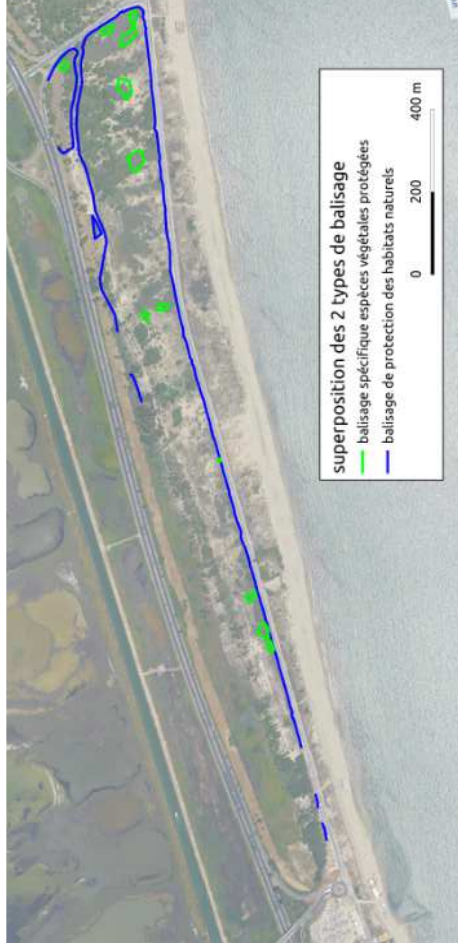 superposition des 2 types de balisage
balisage spécifique espèces végétales protégées
balisage de protection des habitats naturels
0 200 400 m